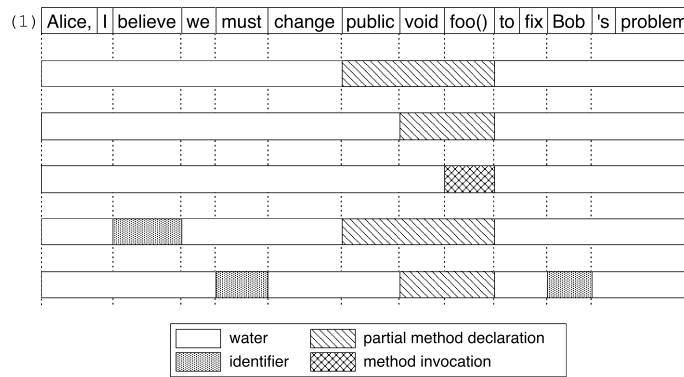 (1) Alice, I believe we must change public void foo() to fix Bob 's problem
water partial method declaration
identifier method invocation